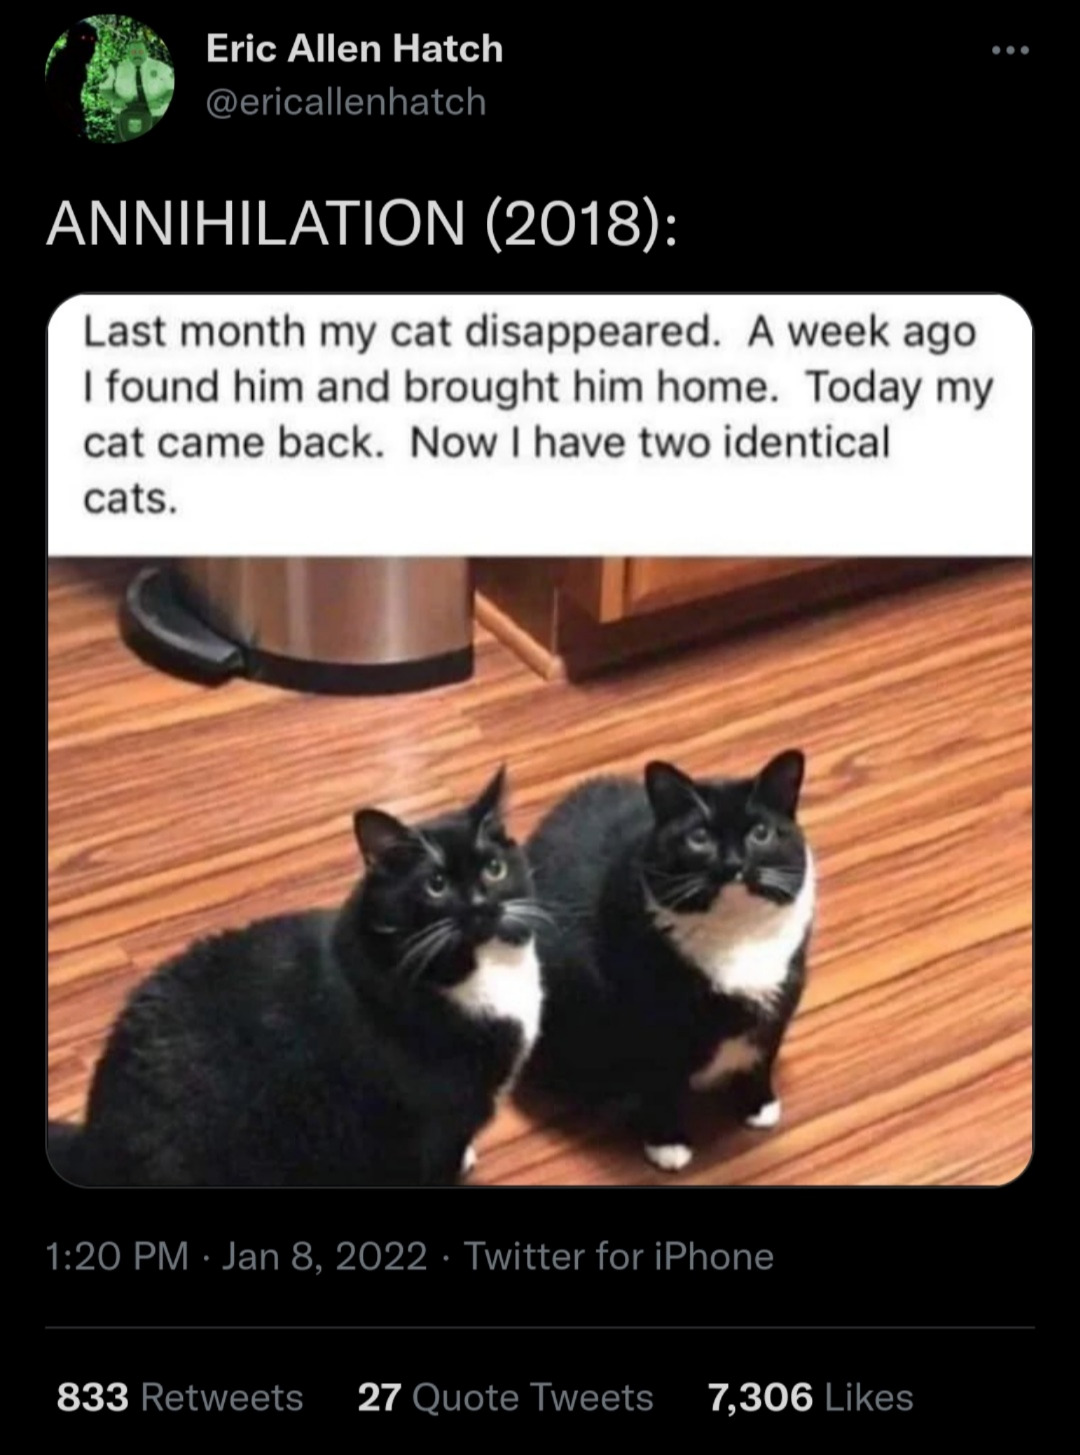 Eric Allen Hatch
@ericallenhatch
ANNIHILATION (2018):
Last month my cat disappeared. A week ago
I found him and brought him home. Today my
cat came back. Now I have two identical
cats.
1:20 PM · Jan 8, 2022 · Twitter for iPhone
833 Retweets 27 Quote Tweets 7,306 Likes